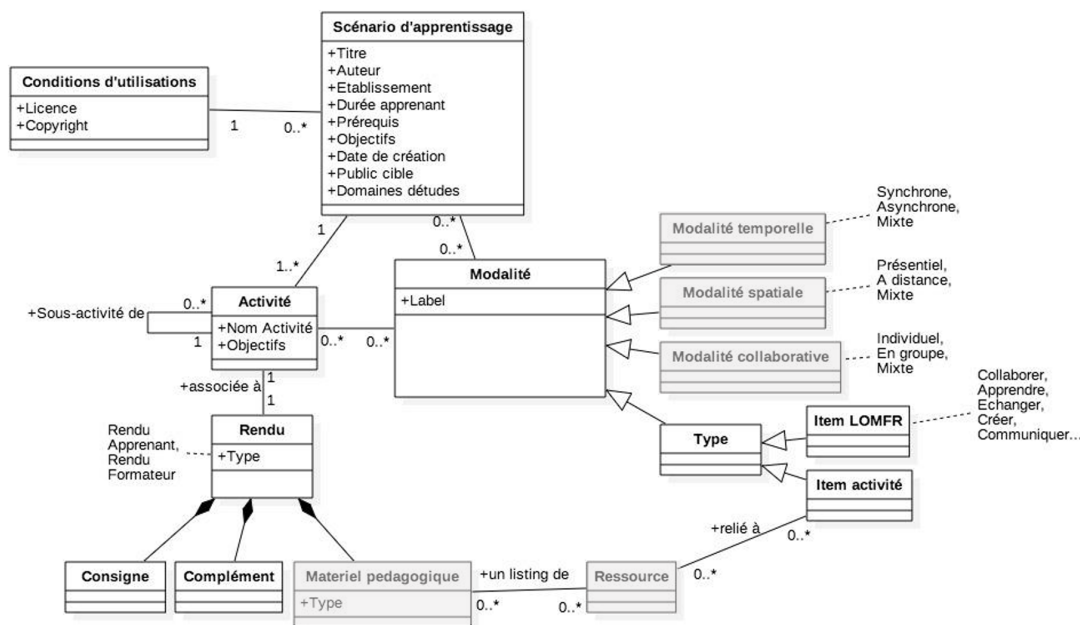 Scénario d'apprentissage
+Titre
+Auteur
+Etablissement
+Durée apprenant
+Prérequis
+Objectifs
+Date de création
+Public cible
+Domaines détudes
Conditions d'utilisations
+Licence
+Copyright
1
0..*
1
1..*
0..*
0..*
Modalité
+Label
Modalité temporelle
Synchrone,
Asynchrone,
Mixte
Modalité spatiale
Présentiel,
A distance,
Mixte
Modalité collaborative
Individuel,
En groupe,
Mixte
Activité
+Nom Activité
+Objectifs
+Sous-activité de
0..*
1
0..*
0..*
+associée à
1
1
Rendu
+Type
Rendu
Apprenant,
Rendu
Formateur
Type
Item LOMFR
Collaborer,
Apprendre,
Echanger,
Créer,
Communiquer...
Item activité
+relié à
0..*
0..*
Consigne
Complément
Materiel pedagogique
+Type
+un listing de
0..*
0..*
Ressource